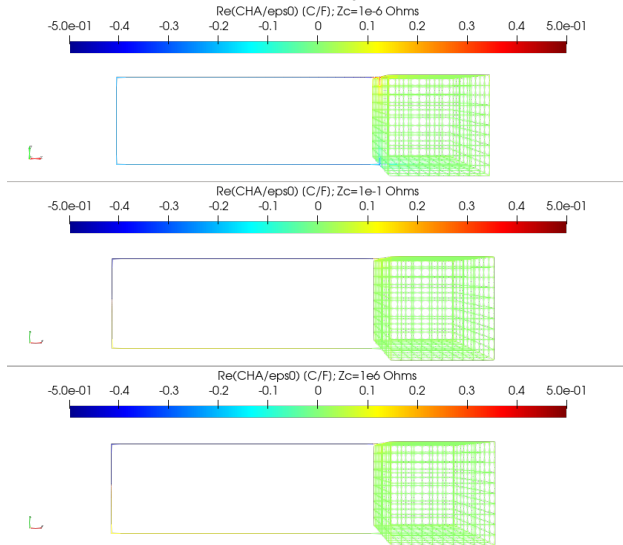 Re(CHA/eps0) (C/F); Zc=1e-6 Ohms
-5.0e-01 -0.4 -0.3 -0.2 -0.1 0 0.1 0.2 0.3 0.4 5.0e-01
Re(CHA/eps0) (C/F); Zc=1e-1 Ohms
-5.0e-01 -0.4 -0.3 -0.2 -0.1 0 0.1 0.2 0.3 0.4 5.0e-01
Re(CHA/eps0) (C/F); Zc=1e6 Ohms
-5.0e-01 -0.4 -0.3 -0.2 -0.1 0 0.1 0.2 0.3 0.4 5.0e-01